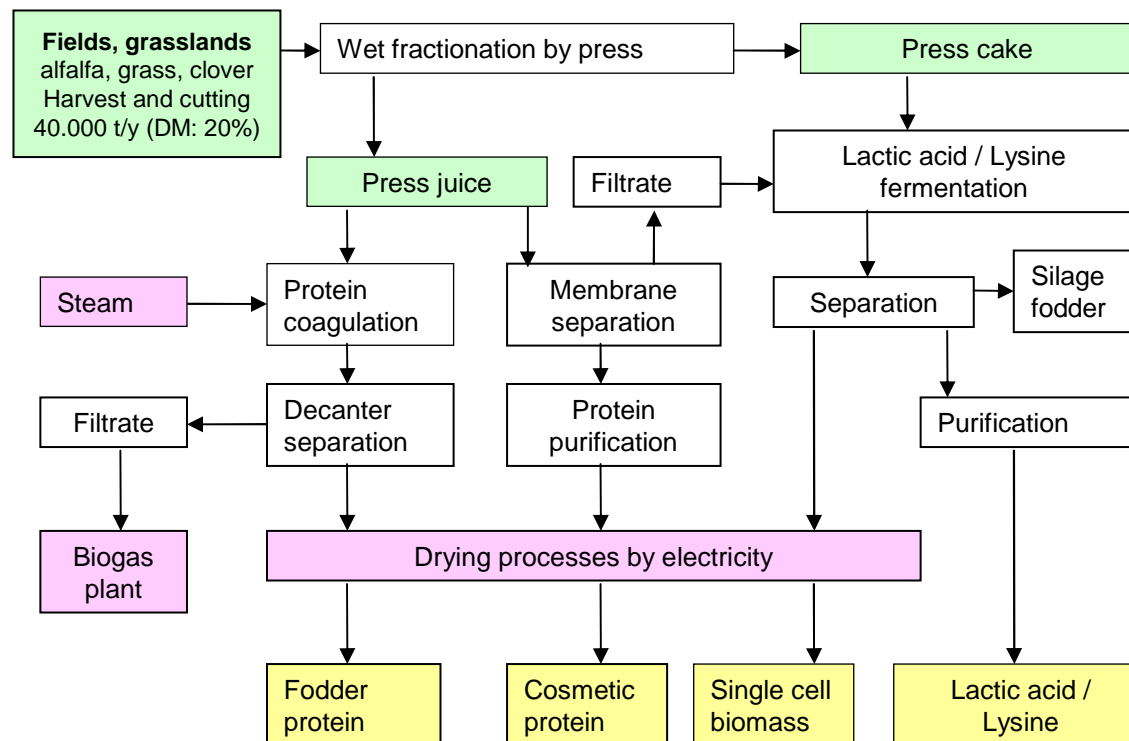 Fields, grasslands
alfalfa, grass, clover
Harvest and cutting
40.000 t/y (DM: 20%)
Wet fractionation by press
Press cake
Press juice
Filtrate
Lactic acid / Lysine
fermentation
Steam
Protein
coagulation
Membrane
separation
Separation
Silage
fodder
Filtrate
Decanter
separation
Protein
purification
Purification
Biogas
plant
Drying processes by electricity
Fodder
protein
Cosmetic
protein
Single cell
biomass
Lactic acid /
Lysine